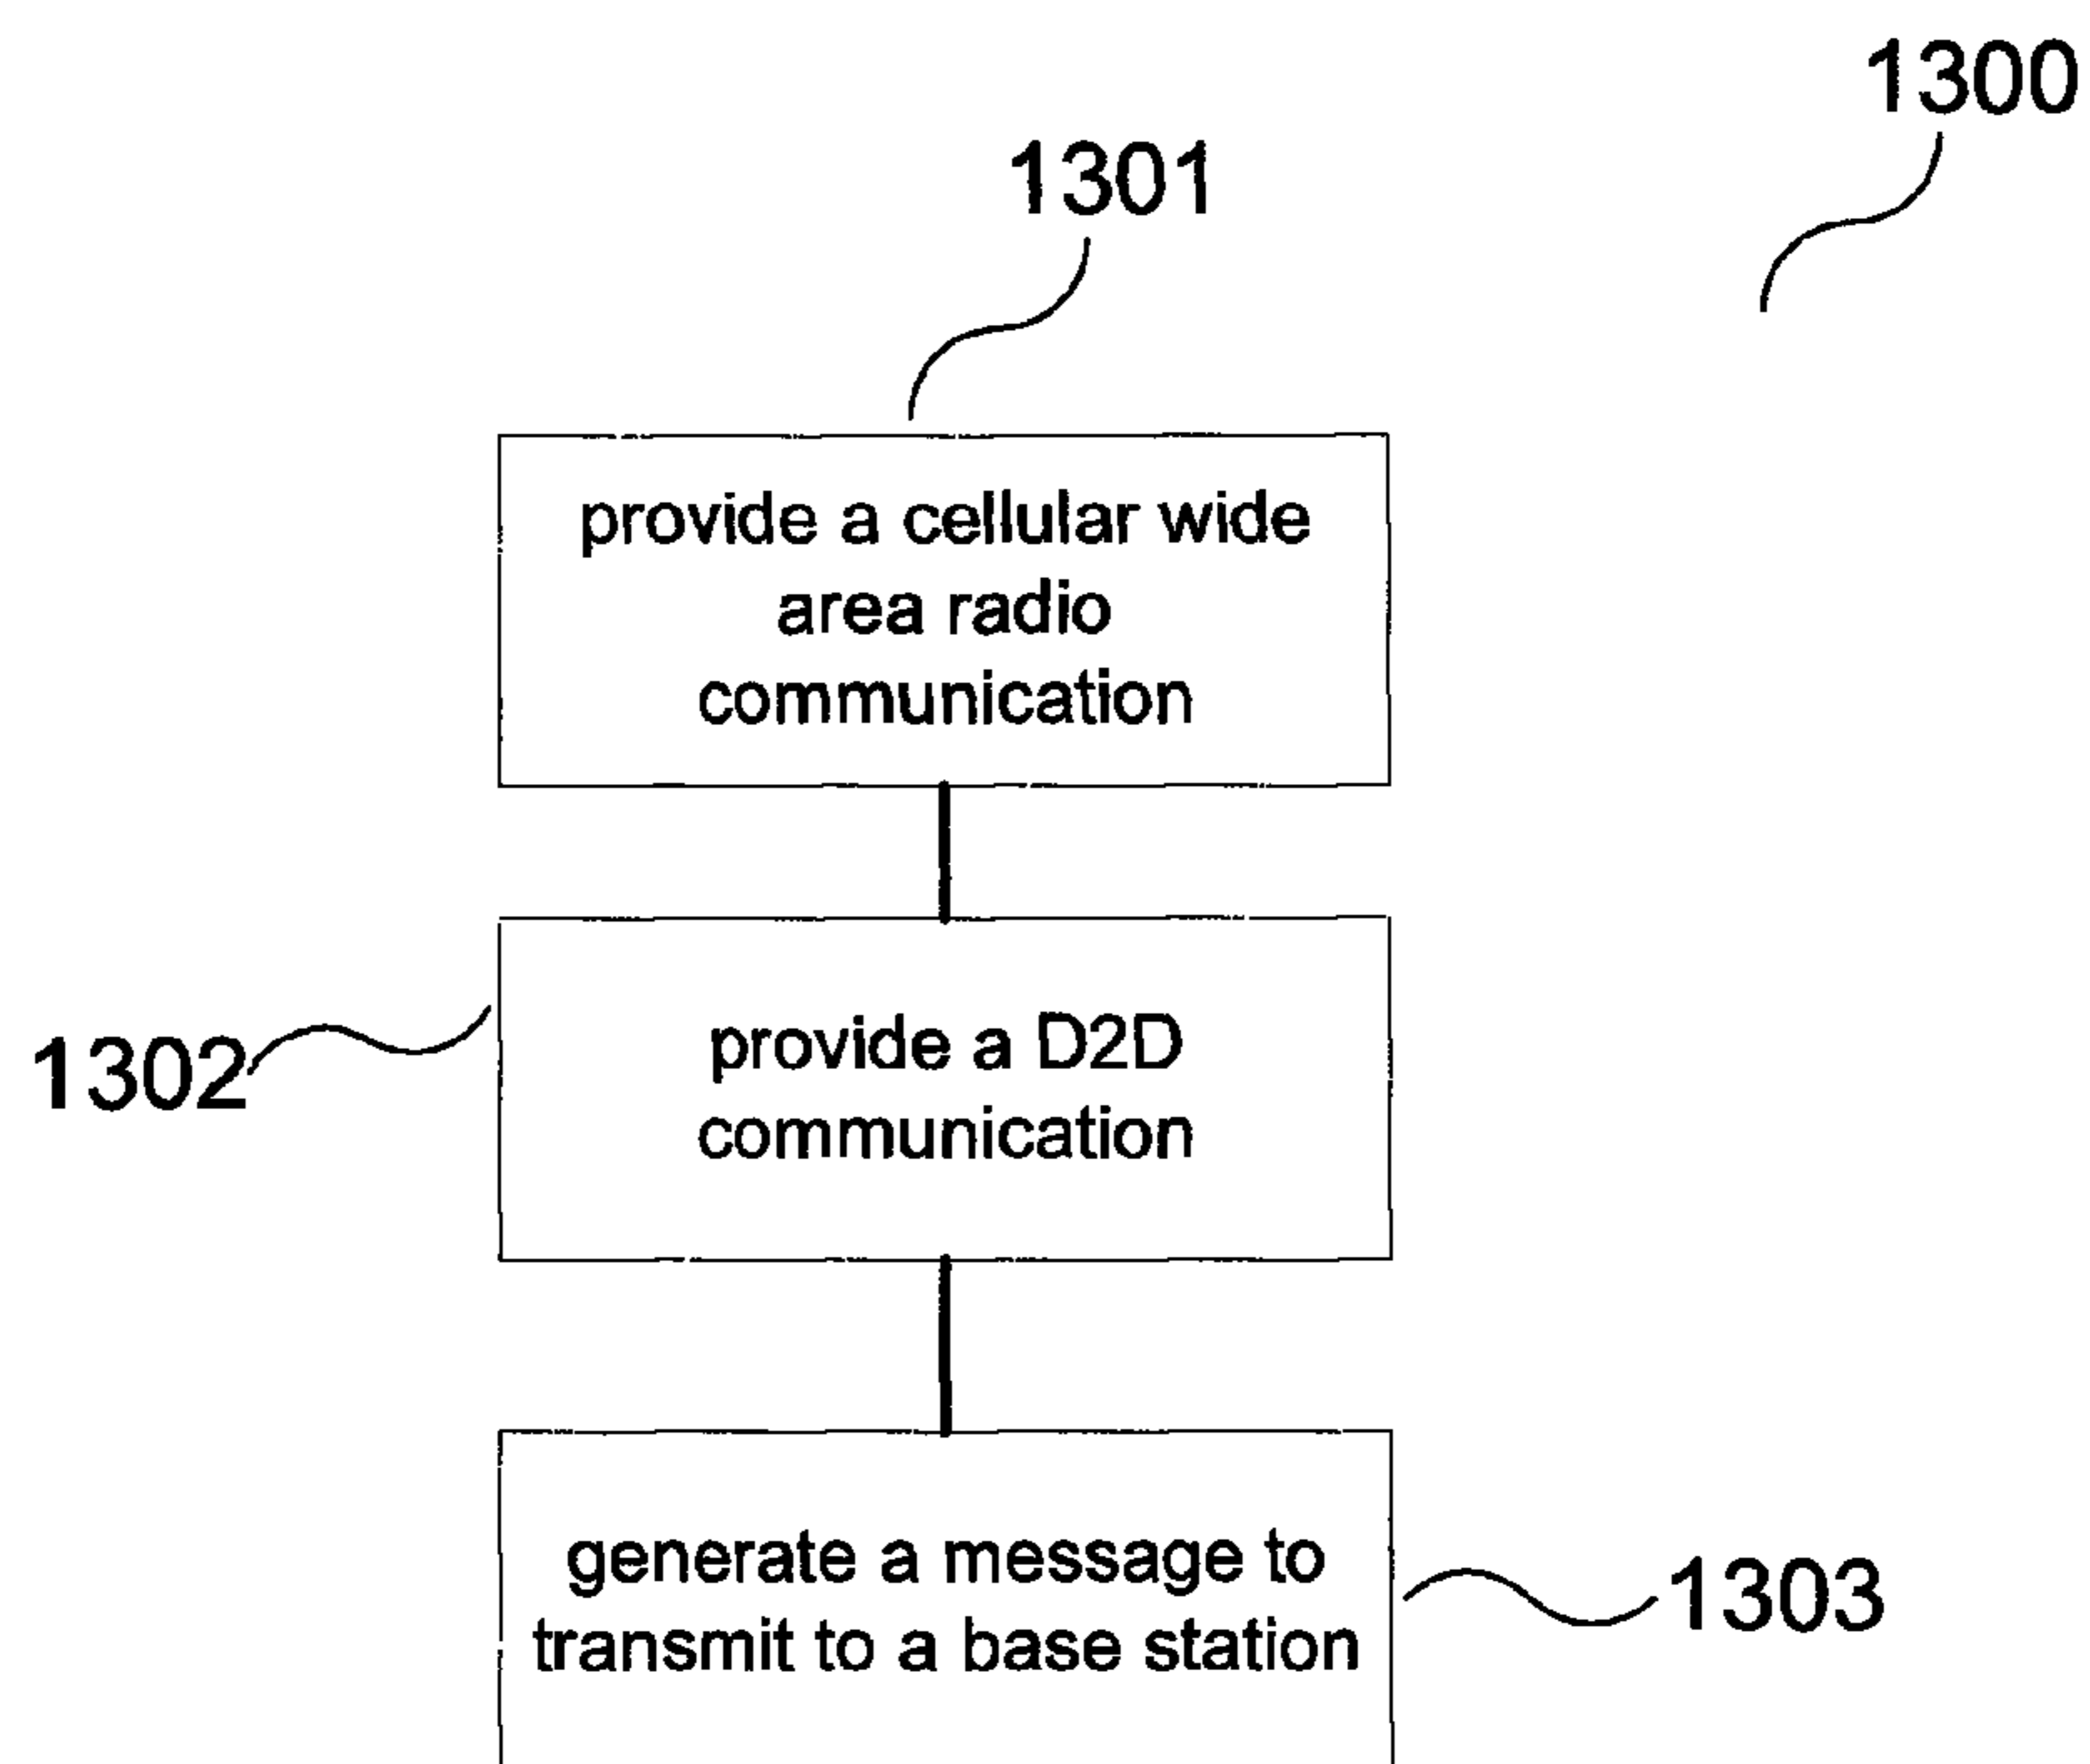 1300
1301
provide a cellular wide
area radio
communication
1302
provide a D2D
communication
generate a message to
transmit to a base station
1303